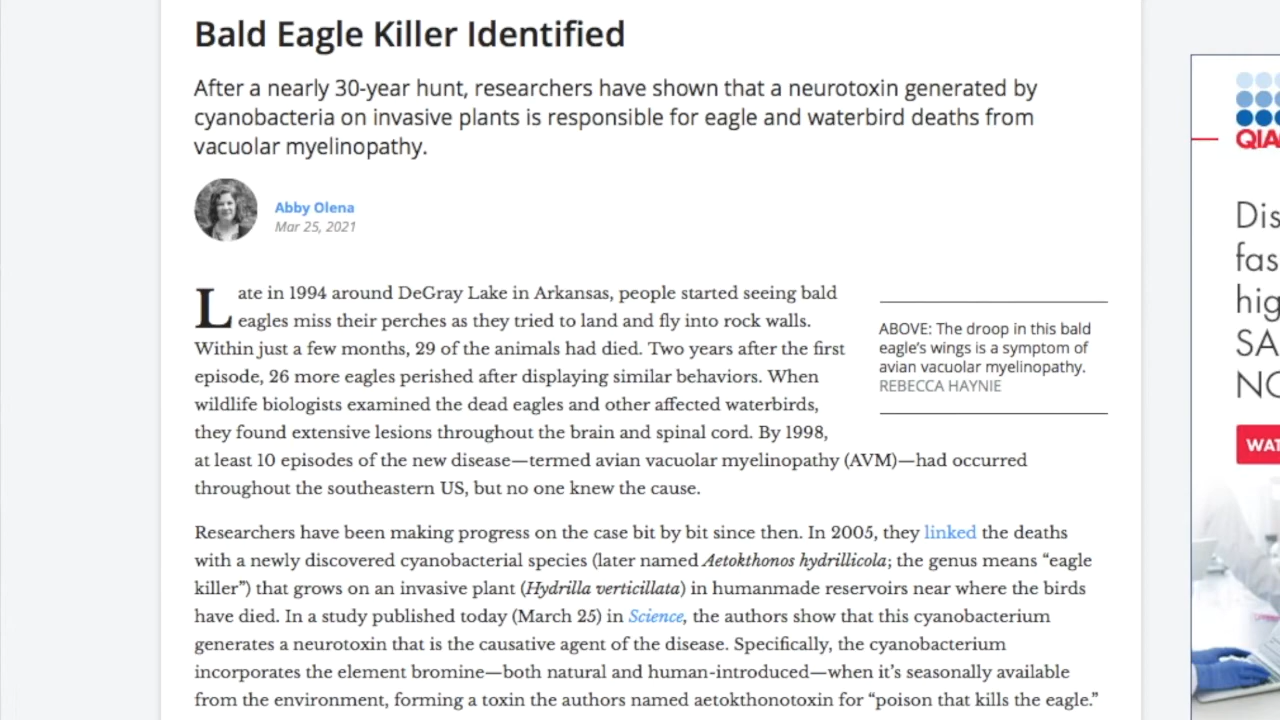 Bald Eagle Killer Identified
After a nearly 30-year hunt, researchers have shown that a neurotoxin generated by
cyanobacteria on invasive plants is responsible for eagle and waterbird deaths from
vacuolar myelinopathy.
Abby Olena
Mar 25, 2021
Late in 1994 around DeGray Lake in Arkansas, people started seeing bald
eagles miss their perches as they tried to land and fly into rock walls.
Within just a few months, 29 of the animals had died. Two years after the first
episode, 26 more eagles perished after displaying similar behaviors. When
wildlife biologists examined the dead eagles and other affected waterbirds,
they found extensive lesions throughout the brain and spinal cord. By 1998,
at least 10 episodes of the new disease—termed avian vacuolar myelinopathy (AVM)—had occurred
throughout the southeastern US, but no one knew the cause.
ABOVE: The droop in this bald
eagle's wings is a symptom of
avian vacuolar myelinopathy.
REBECCA HAYNIE
Researchers have been making progress on the case bit by bit since then. In 2005, they linked the deaths
with a newly discovered cyanobacterial species (later named Aetokthonos hydrillicola; the genus means “eagle
killer”) that grows on an invasive plant (Hydrilla verticillata) in humanmade reservoirs near where the birds
have died. In a study published today (March 25) in Science, the authors show that this cyanobacterium
generates a neurotoxin that is the causative agent of the disease. Specifically, the cyanobacterium
incorporates the element bromine—both natural and human-introduced—when it’s seasonally available
from the environment, forming a toxin the authors named aetokthonotoxin for “poison that kills the eagle.”
QIA
Dis
fas
hig
SA
NO
WAT